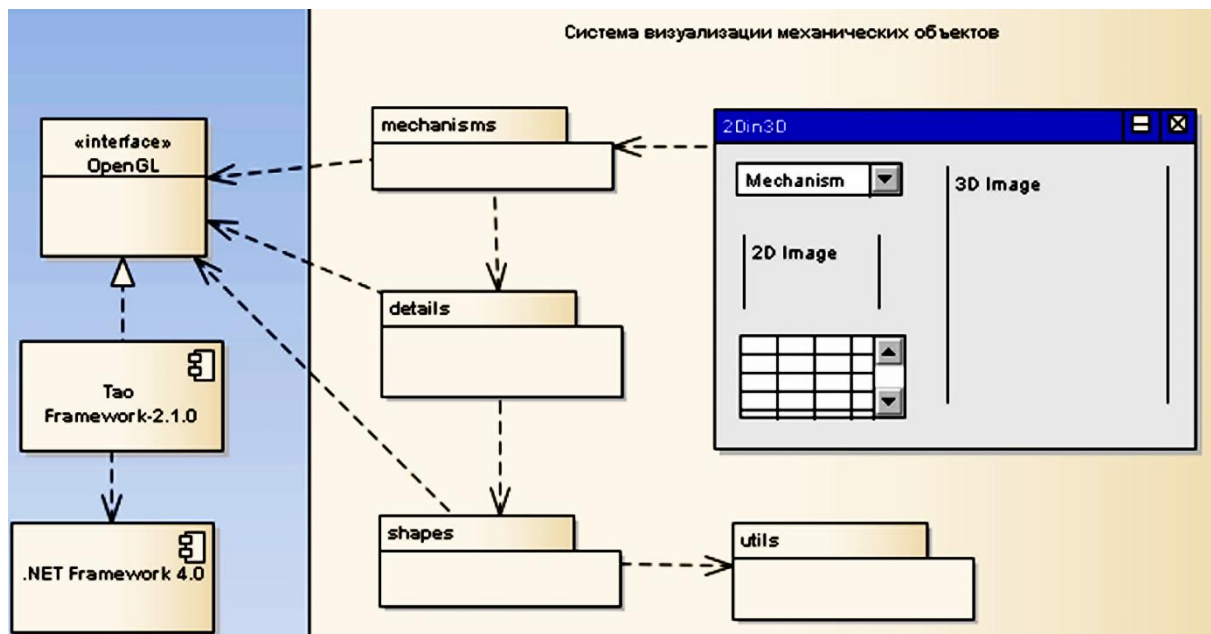 Система визуализации механических объектов
«interface»
OpenGL
mechanisms
2Din3D
Mechanism
3D Image
2D Image
details
Tao
Framework-2.1.0
shapes
utils
.NET Framework 4.0